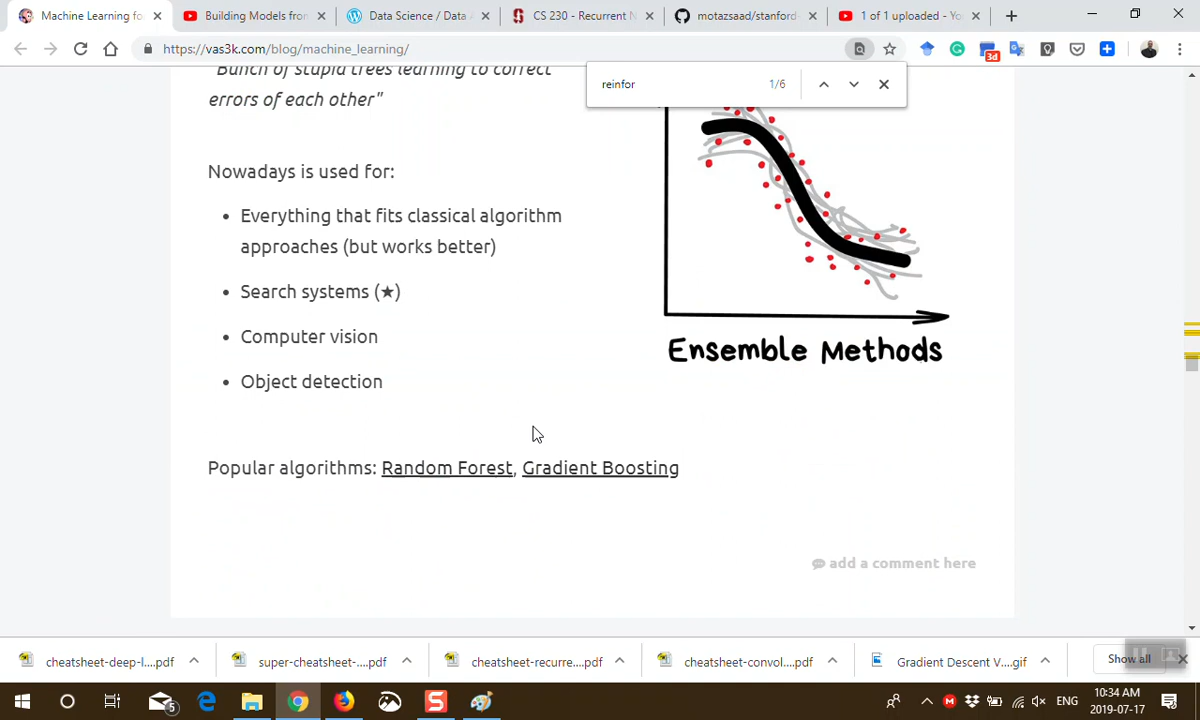 Machine Learning fo
Building Models fron
Data Science / Data A
CS 230 - Recurrent N
motazsaad/stanford-
1 of 1 uploaded - Yo
https://vas3k.com/blog/machine_learning/
3d
reinfor
1/6
"Bunch of stupid trees learning to correct
errors of each other"
Nowadays is used for:
• Everything that fits classical algorithm
approaches (but works better)
• Search systems (★)
• Computer vision
• Object detection
Ensemble Methods
Popular algorithms: Random Forest, Gradient Boosting
add a comment here
cheatsheet-deep-l....pdf
super-cheatsheet-....pdf
cheatsheet-recurre....pdf
cheatsheet-convol....pdf
Gradient Descent V....gif
Show all
5
ENG
10:34 AM
2019-07-17